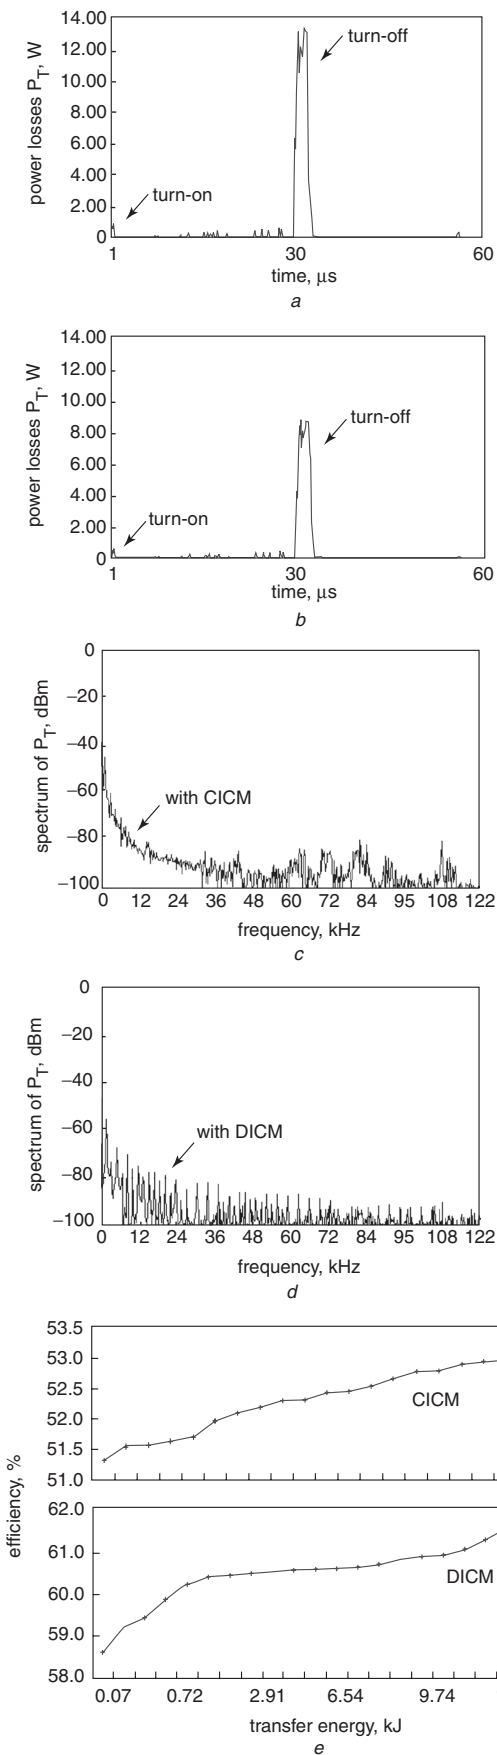 14.00
12.00
10.00
8.00
6.00
4.00
2.00
0
power losses P_T, W
turn-off
turn-on
1 30 60
time, μs
a
14.00
12.00
10.00
8.00
6.00
4.00
2.00
0
power losses P_T, W
turn-off
turn-on
1 30 60
time, μs
b
0
−20
−40
−60
−80
−100
spectrum of P_T, dBm
with CICM
0 12 24 36 48 60 72 84 95 108 122
frequency, kHz
c
0
−20
−40
−60
−80
−100
spectrum of P_T, dBm
with DICM
0 12 24 36 48 60 72 84 95 108 122
frequency, kHz
d
53.5
53.0
52.5
52.0
51.5
51.0
CICM
efficiency, %
62.0
61.0
60.0
59.0
58.0
DICM
0.07 0.72 2.91 6.54 9.74
transfer energy, kJ
e